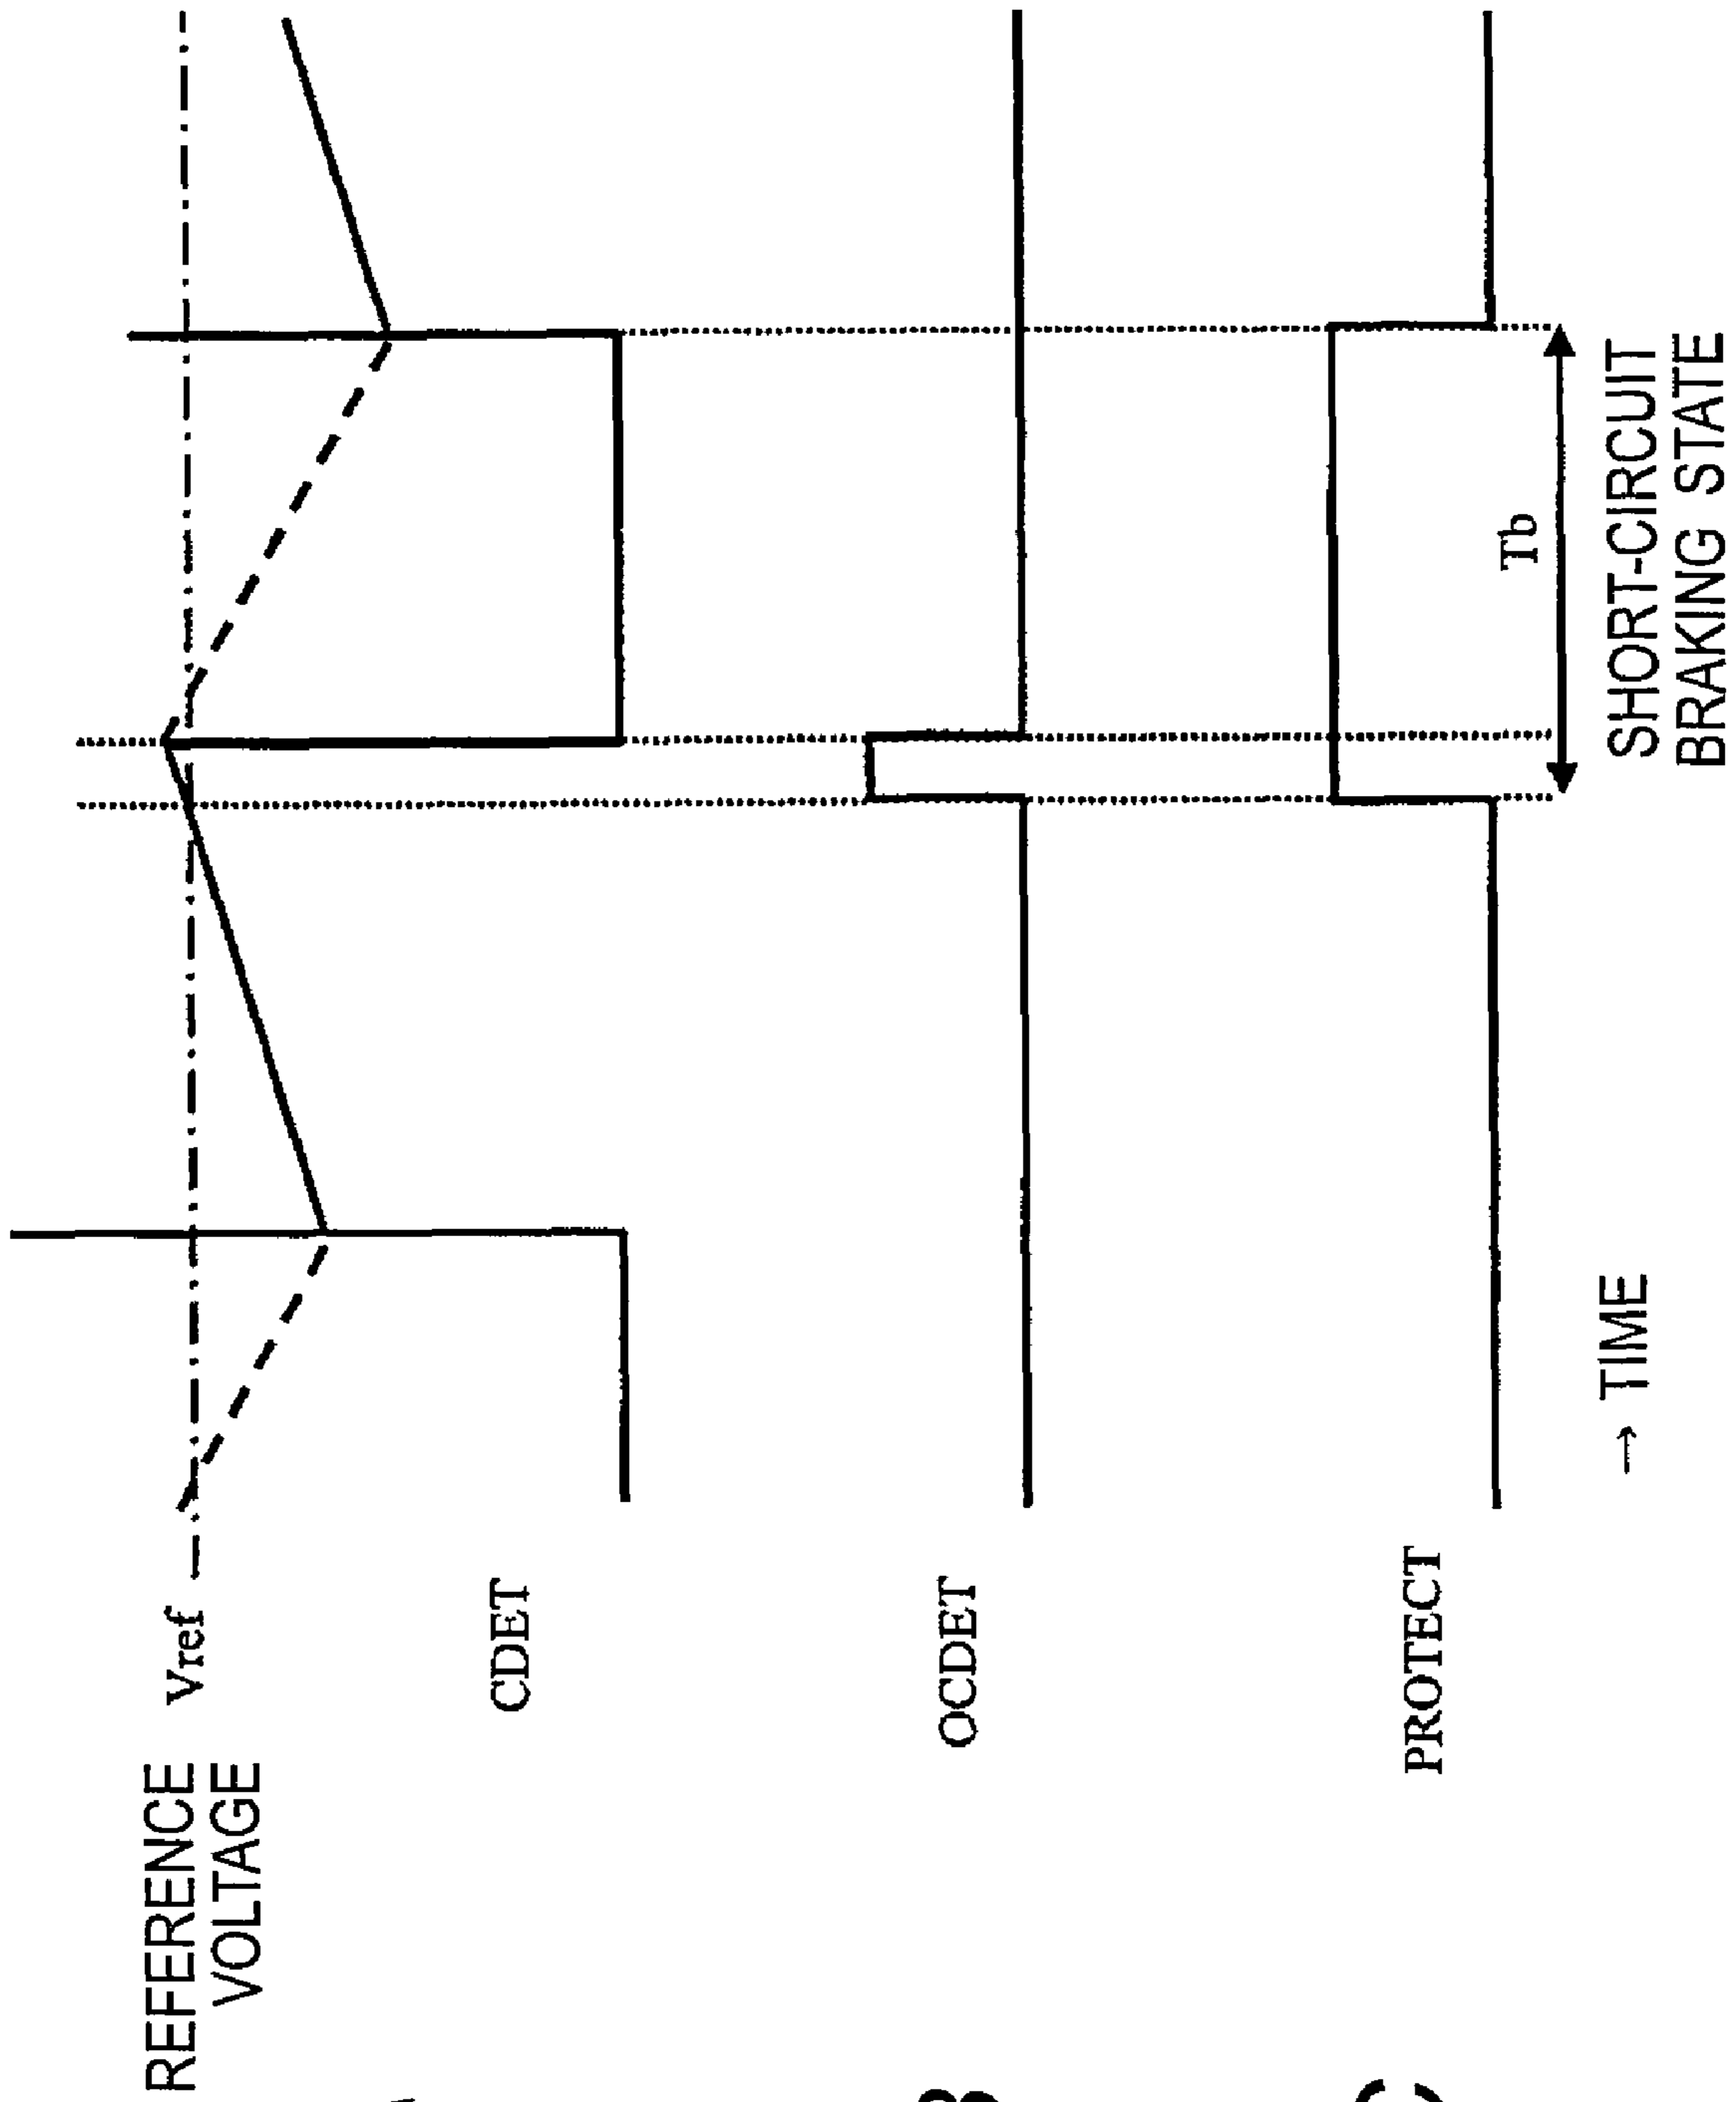 REFERENCE
VOLTAGE
Vref
CDET
OCDET
PROTECT
→ TIME
Tb
SHORT-CIRCUIT
BRAKING STATE